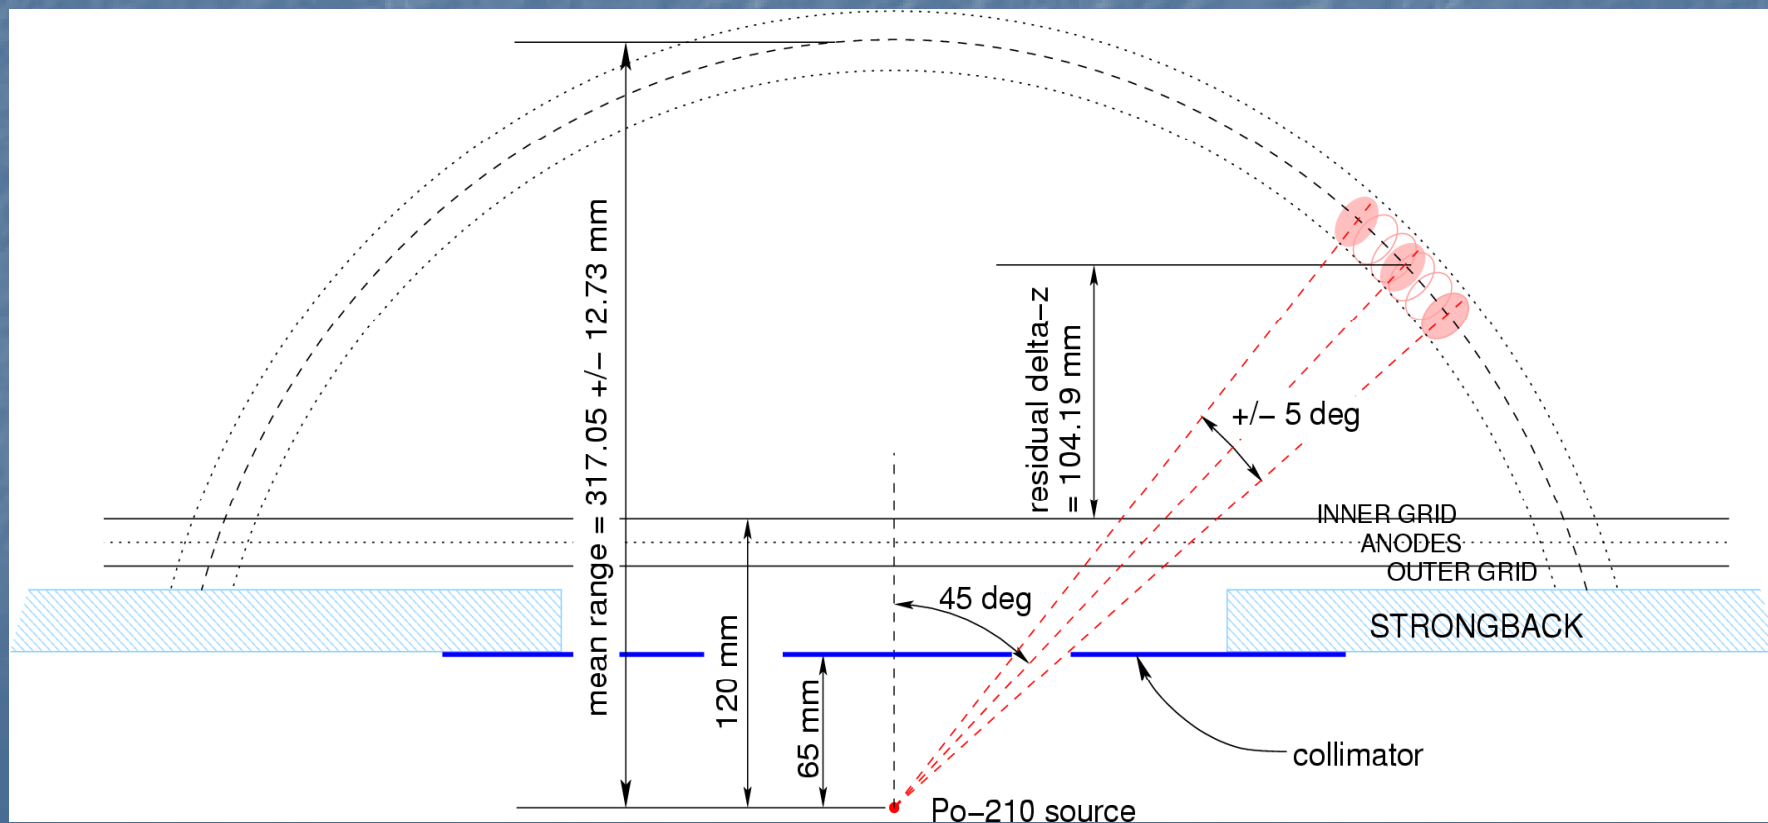 mean range = 317.05 +/− 12.73 mm
residual delta−z
= 104.19 mm
+/− 5 deg
INNER GRID
ANODES
OUTER GRID
45 deg
STRONGBACK
120 mm
65 mm
collimator
Po−210 source